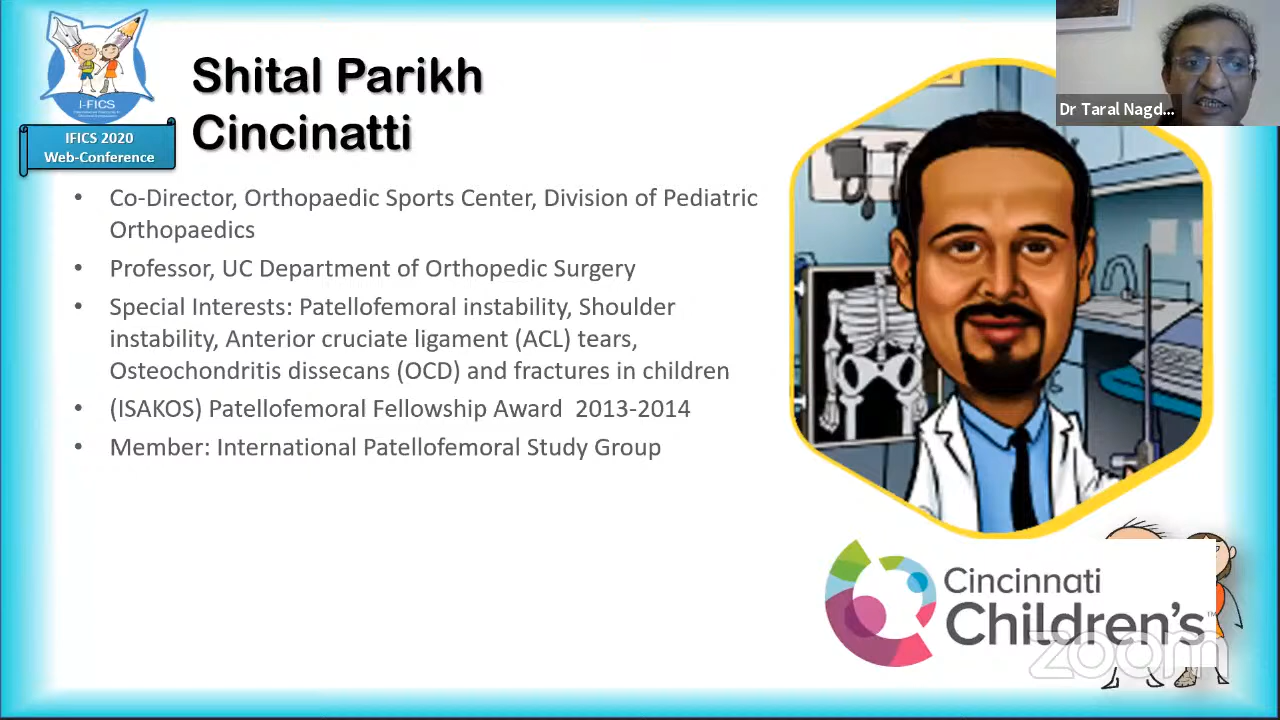 I-FICS
IFICS 2020
Web-Conference
Shital Parikh
Cincinatti
• Co-Director, Orthopaedic Sports Center, Division of Pediatric
Orthopaedics
• Professor, UC Department of Orthopedic Surgery
• Special Interests: Patellofemoral instability, Shoulder
instability, Anterior cruciate ligament (ACL) tears,
Osteochondritis dissecans (OCD) and fractures in children
• (ISAKOS) Patellofemoral Fellowship Award 2013-2014
• Member: International Patellofemoral Study Group
Dr Taral Nagd...
Cincinnati
Children's™
zoom